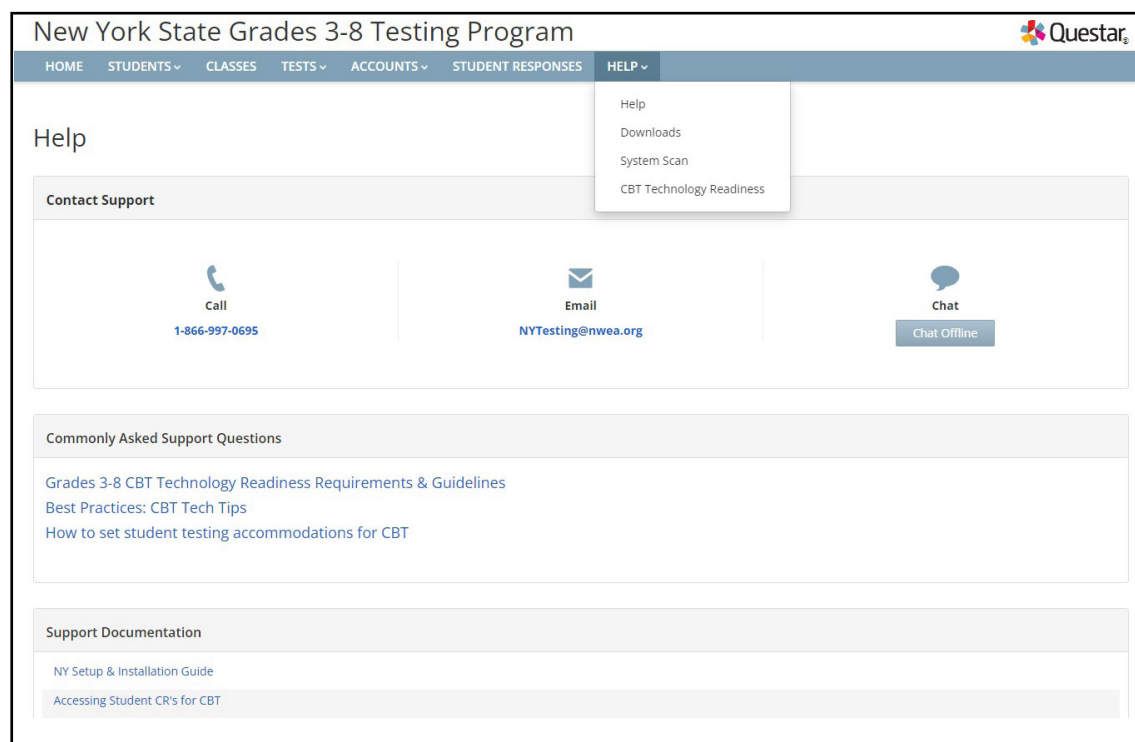 New York State Grades 3-8 Testing Program
Questar®
HOME STUDENTS CLASSES TESTS ACCOUNTS STUDENT RESPONSES HELP
Help
Downloads
System Scan
CBT Technology Readiness
Help
Contact Support
Call
1-866-997-0695
Email
NYTesting@nwea.org
Chat
Chat Offline
Commonly Asked Support Questions
Grades 3-8 CBT Technology Readiness Requirements & Guidelines
Best Practices: CBT Tech Tips
How to set student testing accommodations for CBT
Support Documentation
NY Setup & Installation Guide
Accessing Student CR's for CBT